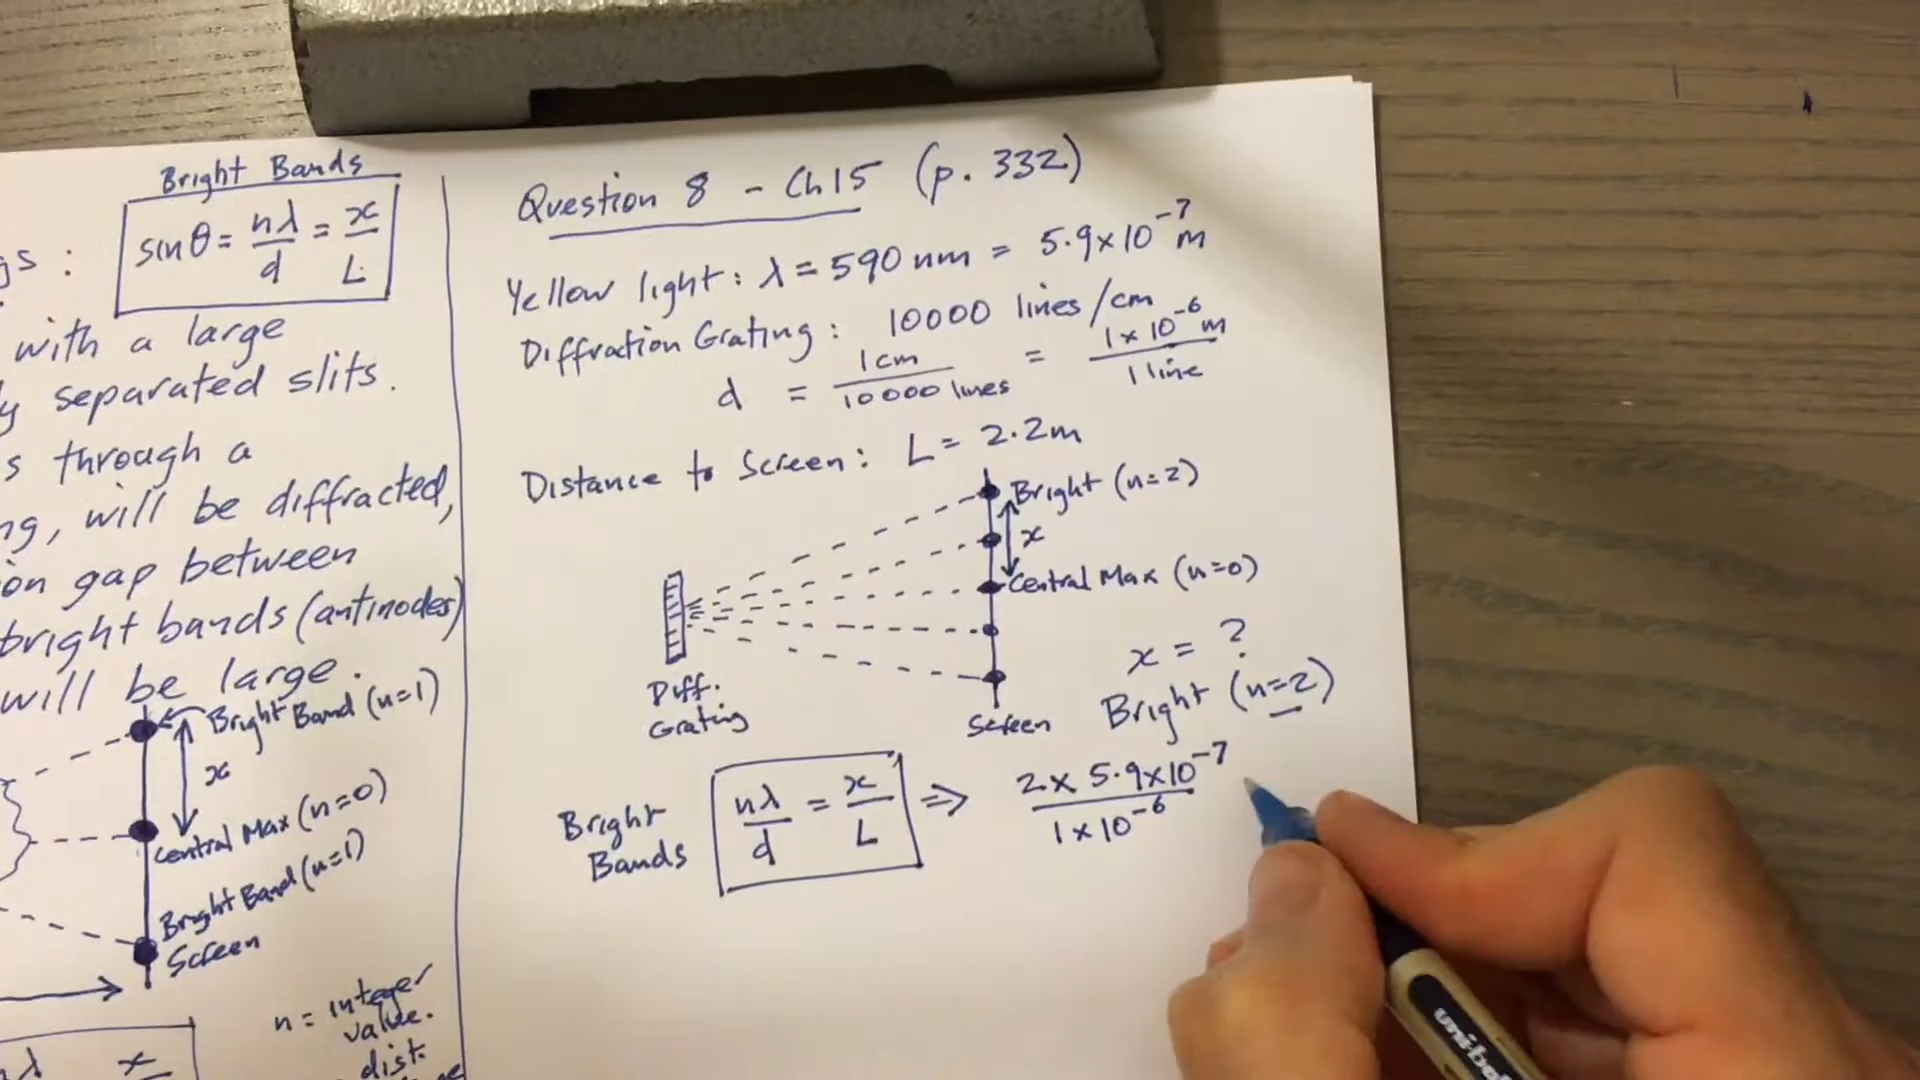 Bright Bands
sinθ = nλ/d = x/L
:
with a large
separated slits.
s through a
will be diffracted,
on gap between
bright bands (antinodes)
will be large.
Bright Band (n=1)
x
Central Max (n=0)
Bright Band (n=1)
Screen
n = integer
value.
dist.
λ x
Question 8 - Ch15 (p. 332)
Yellow light: λ = 590 nm = 5.9×10⁻⁷ m
Diffraction Grating: 10000 lines/cm
d = 1cm/10000 lines = 1×10⁻⁶ m/1 line
Distance to Screen: L = 2.2m
Bright (n=2)
x
Central Max (n=0)
x = ?
Bright (n=2)
Diff.
Grating
Screen
Bright
Bands
nλ/d = x/L ⇒ 2 × 5.9×10⁻⁷/1×10⁻⁶